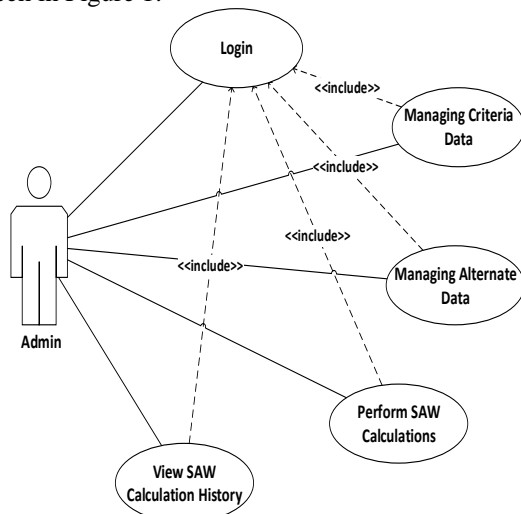 Login
<<include>>
Managing Criteria
Data
<<include>>
<<include>>
<<include>>
Managing Alternate
Data
Admin
Perform SAW
Calculations
View SAW
Calculation History